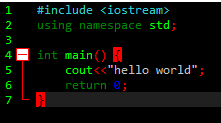 1 #include <iostream>
2 using namespace std;
3
4 int main() {
5 cout<<"hello world";
6 return 0;
7 }